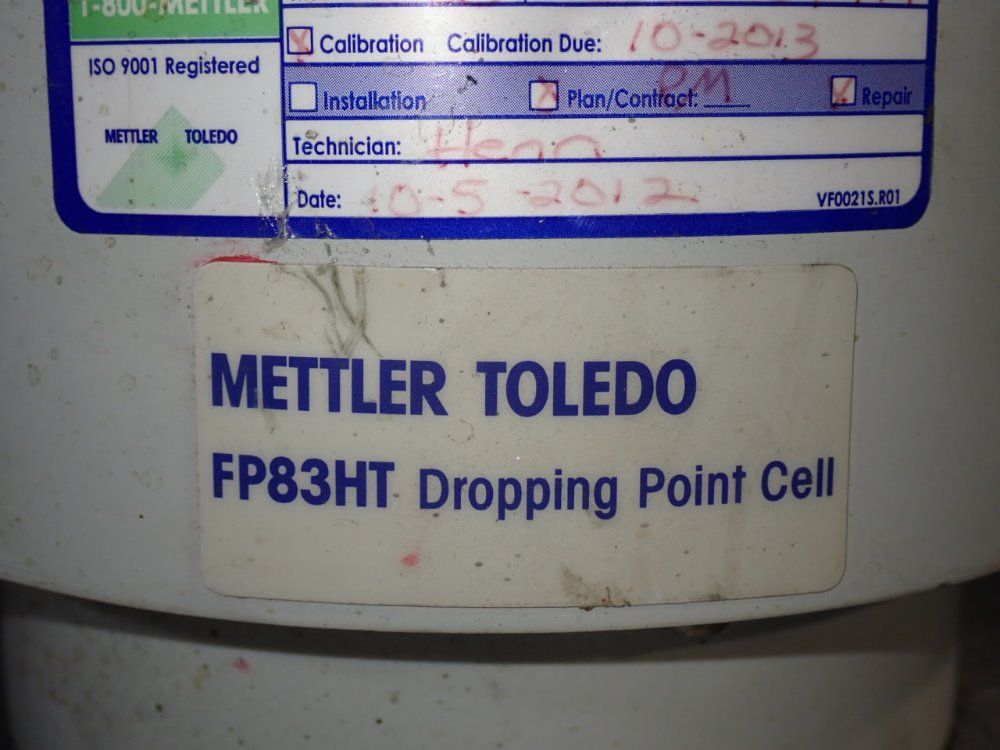 1-800-METTLER
ISO 9001 Registered
METTLER TOLEDO
Calibration Calibration Due: 10-2013
Installation Plan/Contract: PM Repair
Technician:
Date: 10-5-2012 VF0021S.R01
METTLER TOLEDO
FP83HT Dropping Point Cell